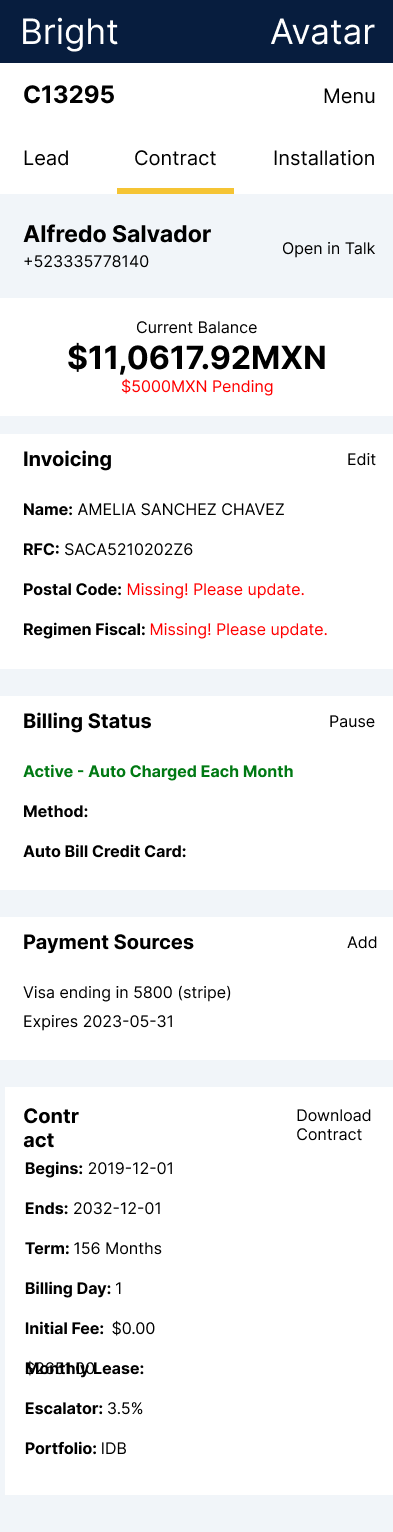 Bright Avatar
C13295 Menu
Lead Contract Installation
Alfredo Salvador
+523335778140 Open in Talk
Current Balance
$11,0617.92MXN
$5000MXN Pending
Invoicing Edit
Name: AMELIA SANCHEZ CHAVEZ
RFC: SACA5210202Z6
Postal Code: Missing! Please update.
Regimen Fiscal: Missing! Please update.
Billing Status Pause
Active - Auto Charged Each Month
Method:
Auto Bill Credit Card:
Payment Sources Add
Visa ending in 5800 (stripe)
Expires 2023-05-31
Contr
act
Download
Contract
Begins: 2019-12-01
Ends: 2032-12-01
Term: 156 Months
Billing Day: 1
Initial Fee: $0.00
Monthly Lease:
Escalator: 3.5%
Portfolio: IDB